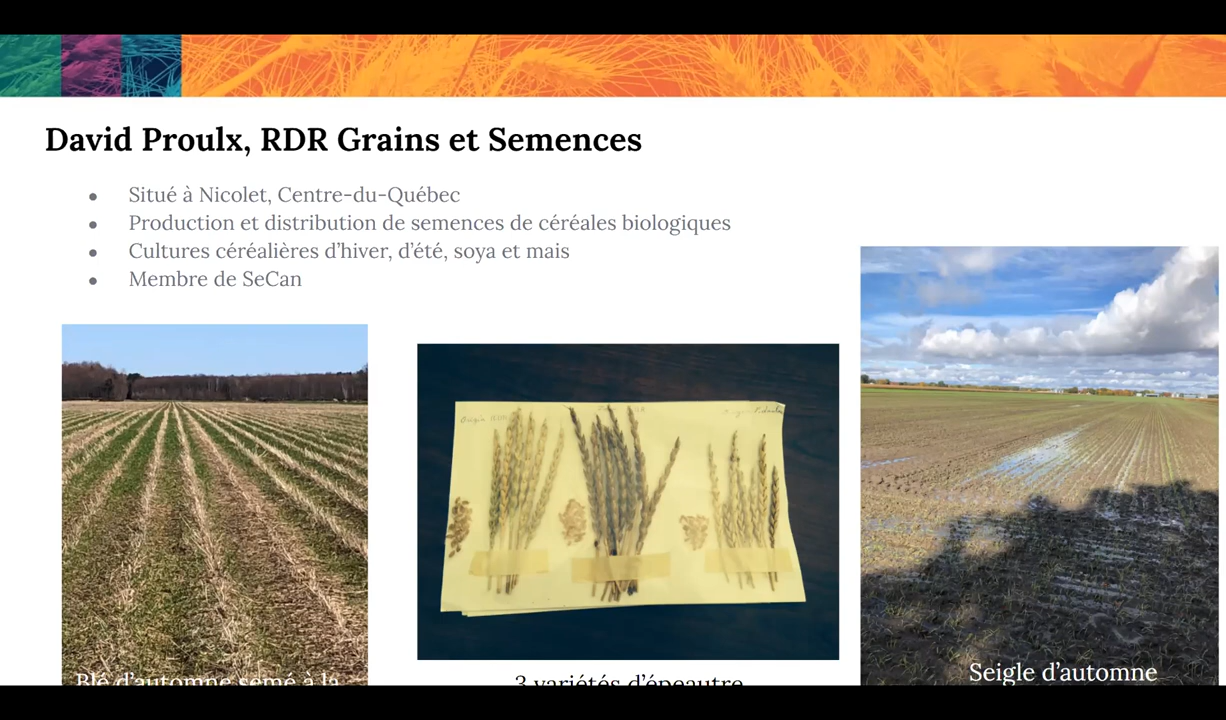 David Proulx, RDR Grains et Semences
• Situé à Nicolet, Centre-du-Québec
• Production et distribution de semences de céréales biologiques
• Cultures céréalières d'hiver, d'été, soya et mais
• Membre de SeCan
Blé d'automne semé à la
3 variétés d'épeautre
Seigle d'automne